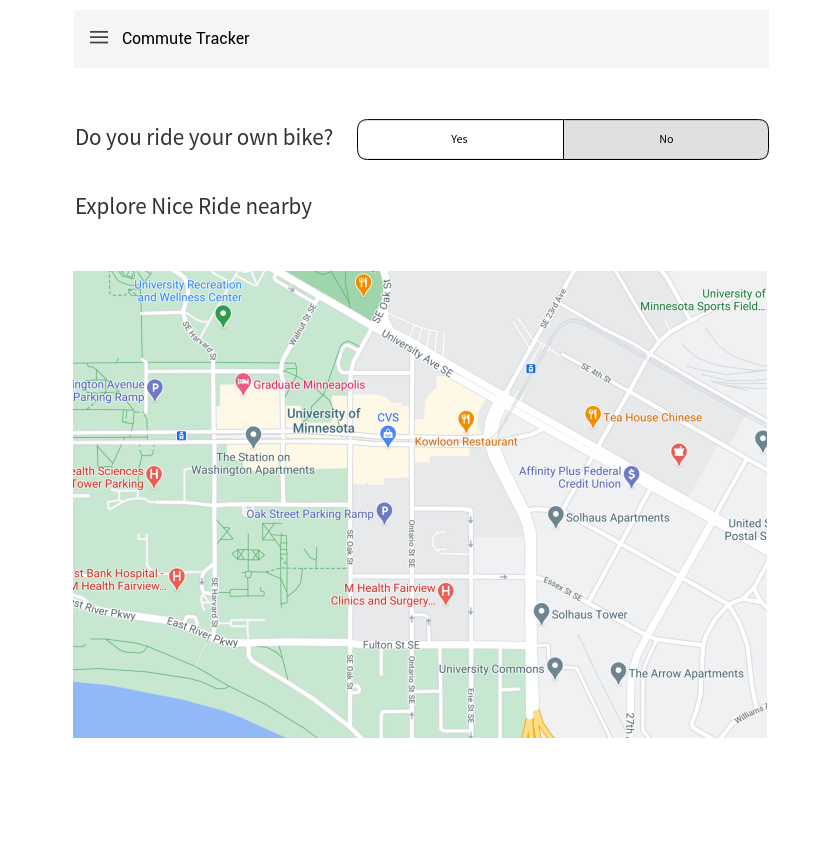 Commute Tracker
Do you ride your own bike?
Yes
No
Explore Nice Ride nearby
University Recreation
and Wellness Center
SE Oak St
SE 23rd Ave
University of
Minnesota Sports Field...
SE Harvard St
Walnut St SE
University Ave SE
SE 4th St
ington Avenue
Parking Ramp
P
Graduate Minneapolis
University of
Minnesota
CVS
Kowloon Restaurant
Tea House Chinese
The Station on
Washington Apartments
ealth Sciences
Tower Parking
H
Affinity Plus Federal
Credit Union
$
Oak Street Parking Ramp
P
Solhaus Apartments
United S
Postal S
SE Oak St
Ontario St SE
st Bank Hospital -
M Health Fairview...
H
SE Harvard St
M Health Fairview
Clinics and Surgery...
H
Essex St SE
st River Pkwy
East River Pkwy
Solhaus Tower
Fulton St SE
SE Oak St
Ontario St SE
Erie St SE
University Commons
The Arrow Apartments
27th
Williams A